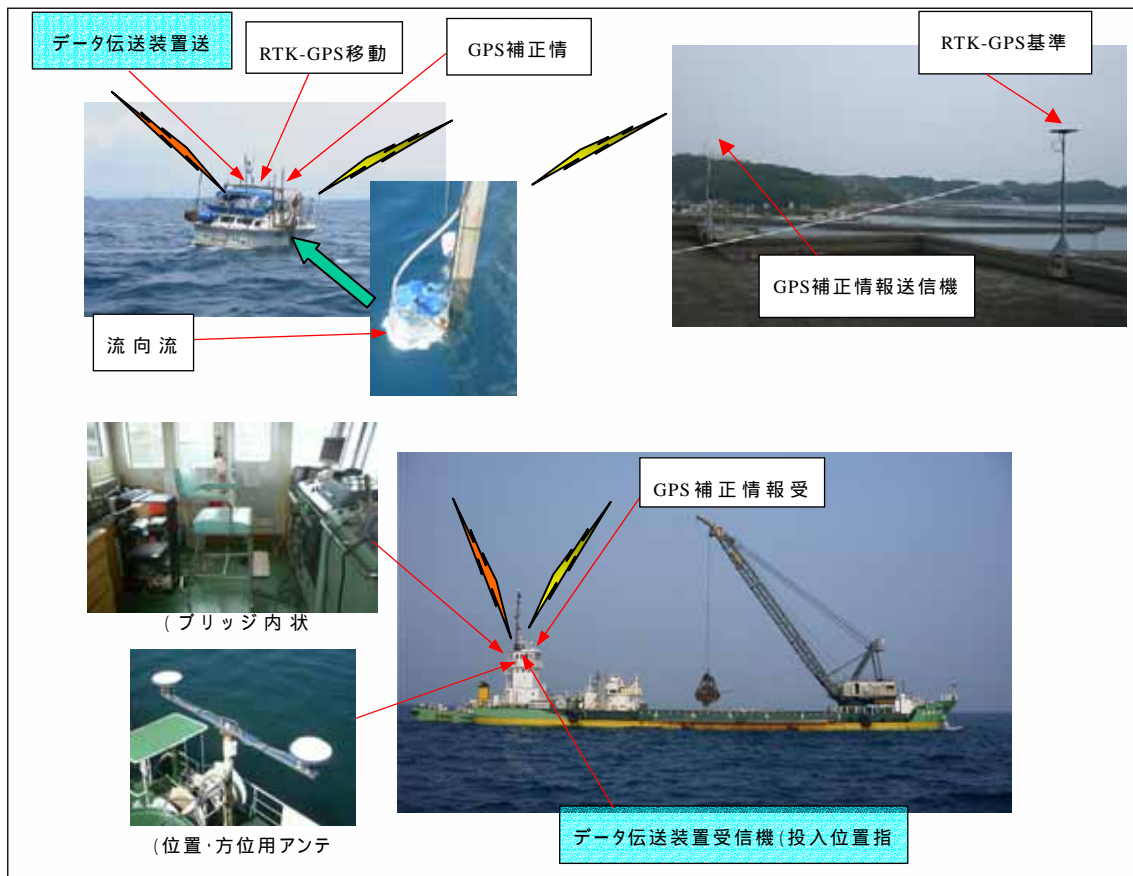 データ伝送装置送
RTK-GPS移動
GPS補正情
RTK-GPS基準
GPS補正情報送信機
流向流
GPS補正情報受
(ブリッジ内状
(位置・方位用アンテ
データ伝送装置受信機(投入位置指